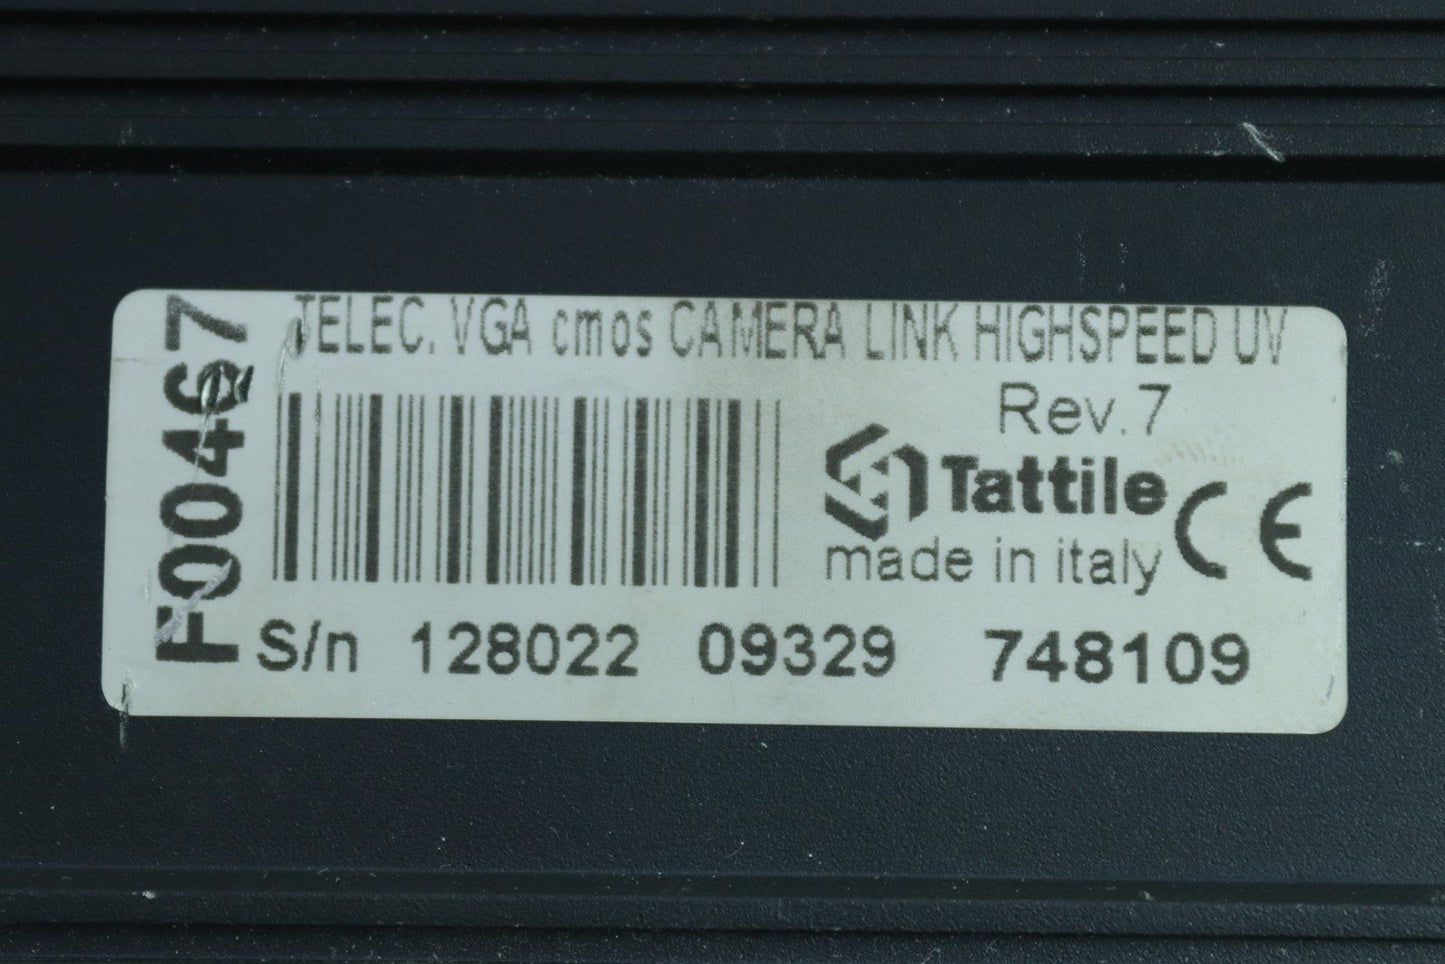 F00467
TELEC. VGA cmos CAMERA LINK HIGHSPEED UV
Rev.7
Tattile CE
made in italy
S/n 128022 09329 748109